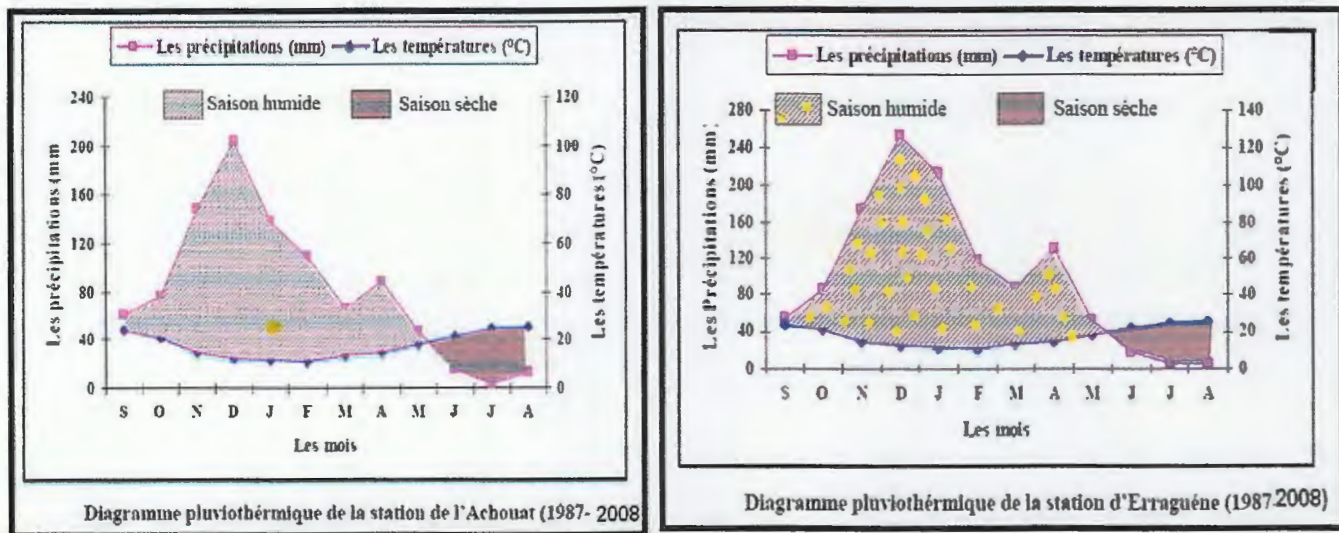 Les précipitations (mm) Les températures (°C)
Saison humide Saison sèche
Les précipitations (mm
240
200
160
120
80
40
0
120
100
80
60
40
20
0
Les températures (°C)
S O N D J F M A M J J A
Les mois
Diagramme pluviothérmique de la station de l'Achouat (1987- 2008
Les précipitations (mm) Les températures (°C)
Saison humide Saison sèche
Les Précipitations (mm)
280
240
200
160
120
80
40
0
140
120
100
80
60
40
20
0
Les températures (°C)
S O N D J F M A M J J A
Les mois
Diagramme pluviothérmique de la station d'Erraguéne (1987-2008)